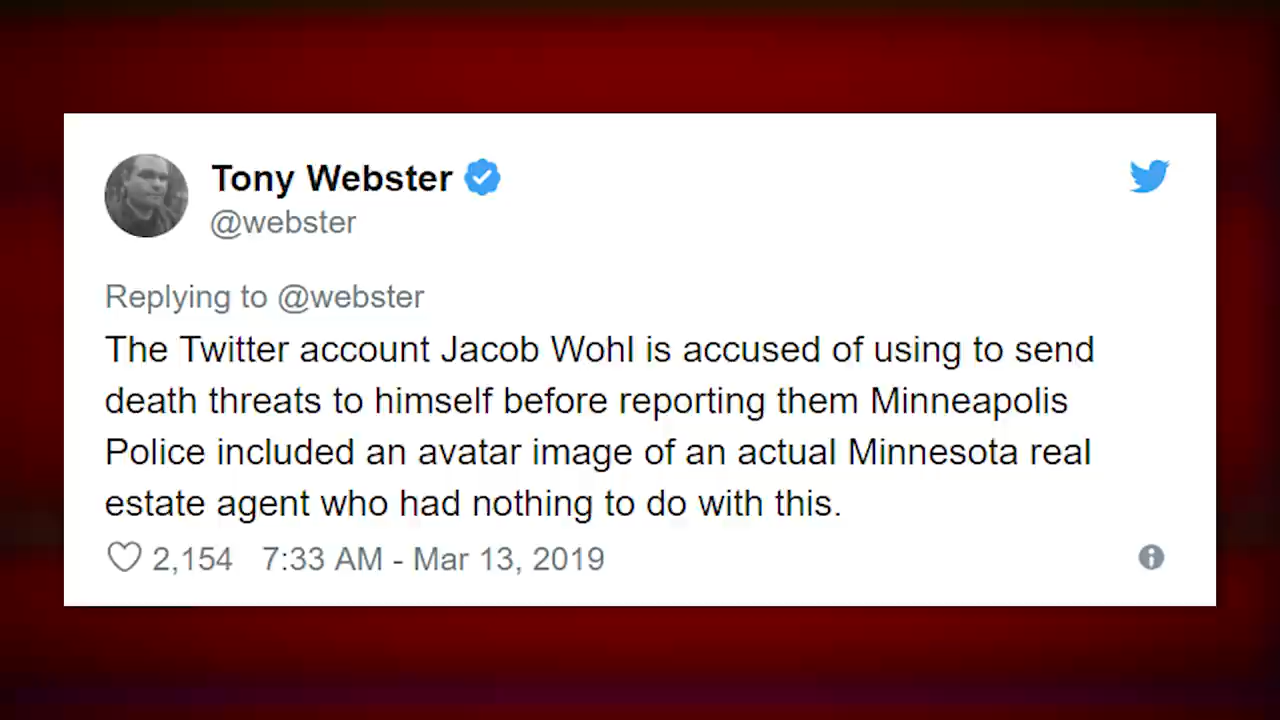 Tony Webster
@webster
Replying to @webster
The Twitter account Jacob Wohl is accused of using to send
death threats to himself before reporting them Minneapolis
Police included an avatar image of an actual Minnesota real
estate agent who had nothing to do with this.
2,154 7:33 AM - Mar 13, 2019